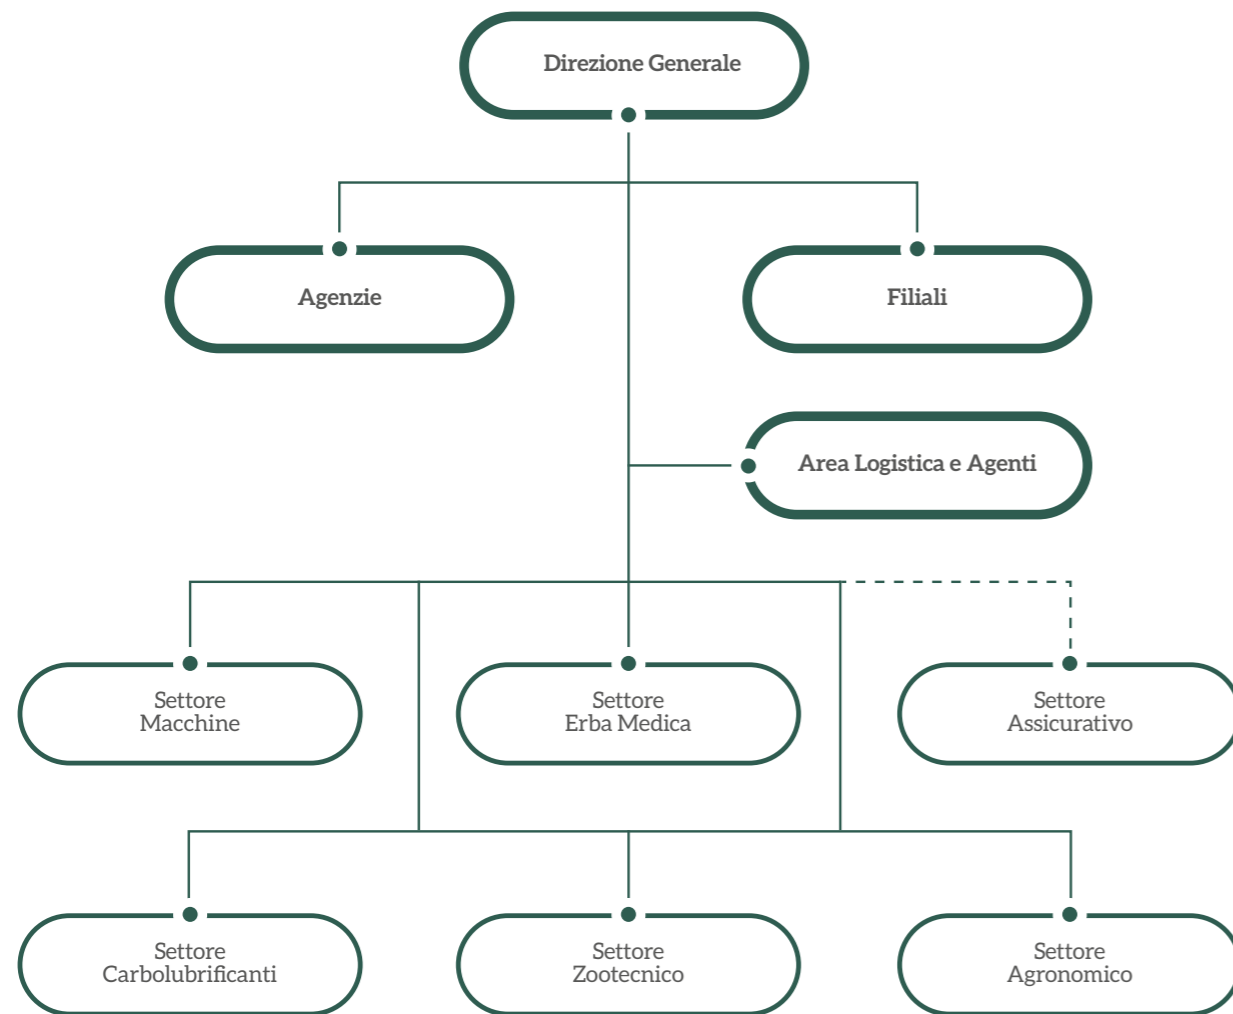 Direzione Generale
Agenzie
Filiali
Area Logistica e Agenti
Settore
Macchine
Settore
Erba Medica
Settore
Assicurativo
Settore
Carbolubrificanti
Settore
Zootecnico
Settore
Agronomico